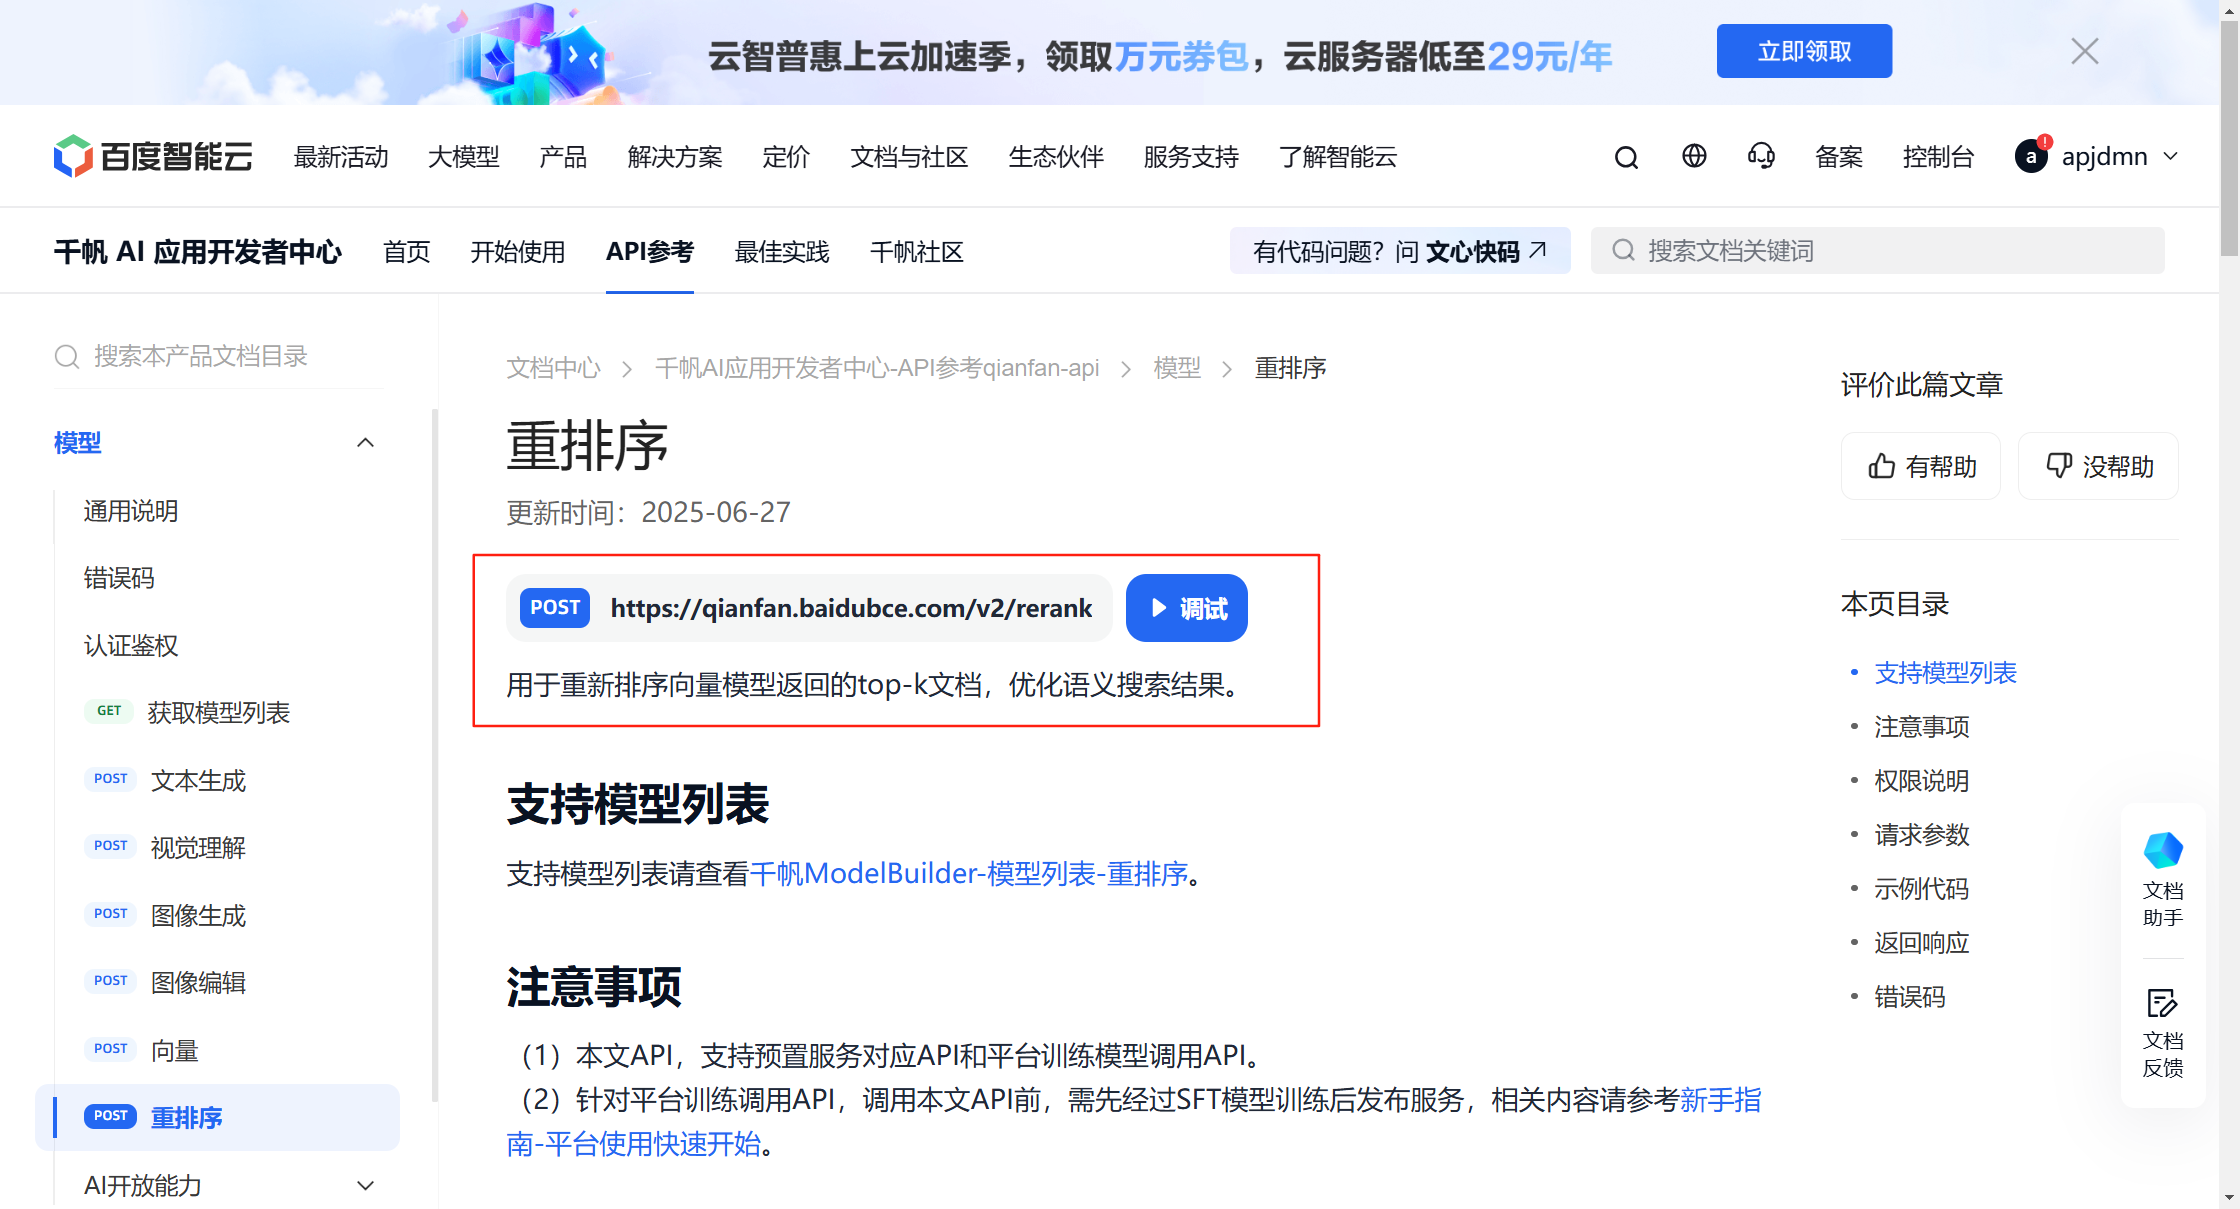 云智普惠上云加速季，领取万元券包，云服务器低至29元/年
立即领取
百度智能云
最新活动
大模型
产品
解决方案
定价
文档与社区
生态伙伴
服务支持
了解智能云
备案
控制台
a
!
apjdmn
千帆 AI 应用开发者中心
首页
开始使用
API参考
最佳实践
千帆社区
有代码问题？问 文心快码
搜索文档关键词
搜索本产品文档目录
模型
通用说明
错误码
认证鉴权
GET 获取模型列表
POST 文本生成
POST 视觉理解
POST 图像生成
POST 图像编辑
POST 向量
POST 重排序
AI开放能力
文档中心 > 千帆AI应用开发者中心-API参考qianfan-api > 模型 > 重排序
重排序
更新时间：2025-06-27
POST https://qianfan.baidubce.com/v2/rerank
调试
用于重新排序向量模型返回的top-k文档，优化语义搜索结果。
支持模型列表
支持模型列表请查看千帆ModelBuilder-模型列表-重排序。
注意事项
（1）本文API，支持预置服务对应API和平台训练模型调用API。
（2）针对平台训练调用API，调用本文API前，需先经过SFT模型训练后发布服务，相关内容请参考新手指
南-平台使用快速开始。
评价此篇文章
有帮助
没帮助
本页目录
支持模型列表
注意事项
权限说明
请求参数
示例代码
返回响应
错误码
文档
助手
文档
反馈